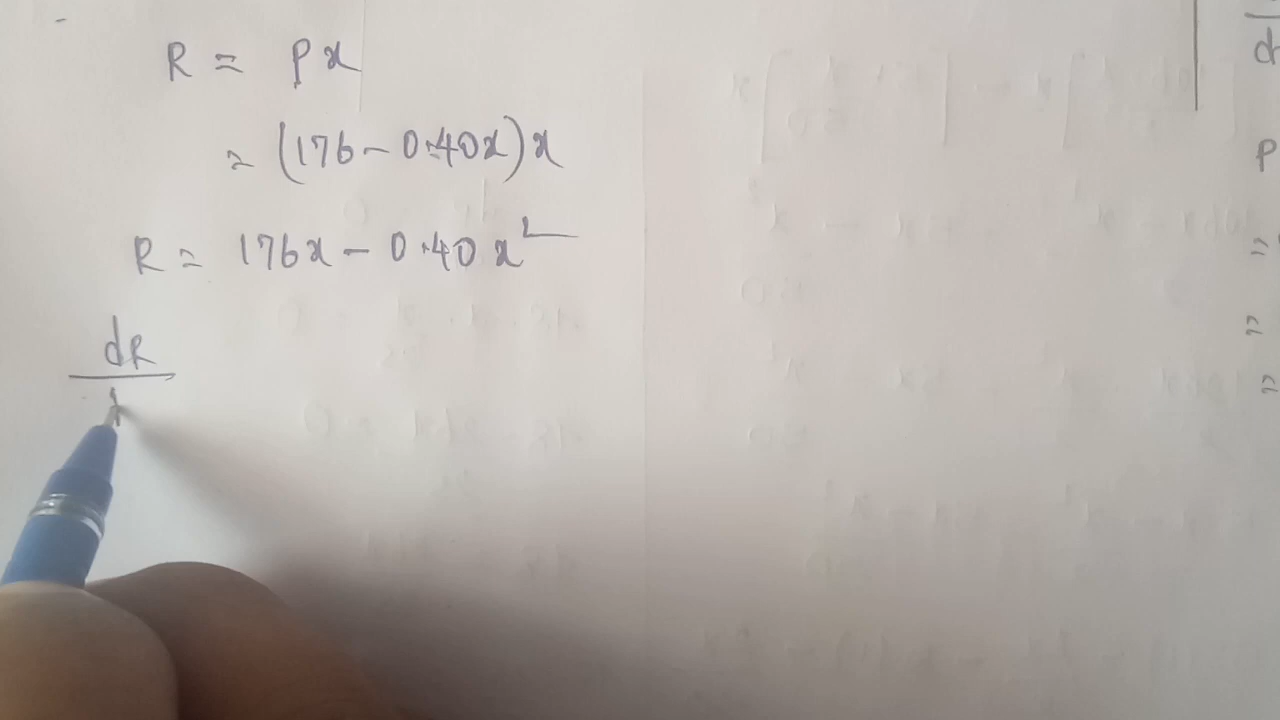 R = px
= (176 - 0.40x)x
R = 176x - 0.40x²
dR
d
p
"
"
"